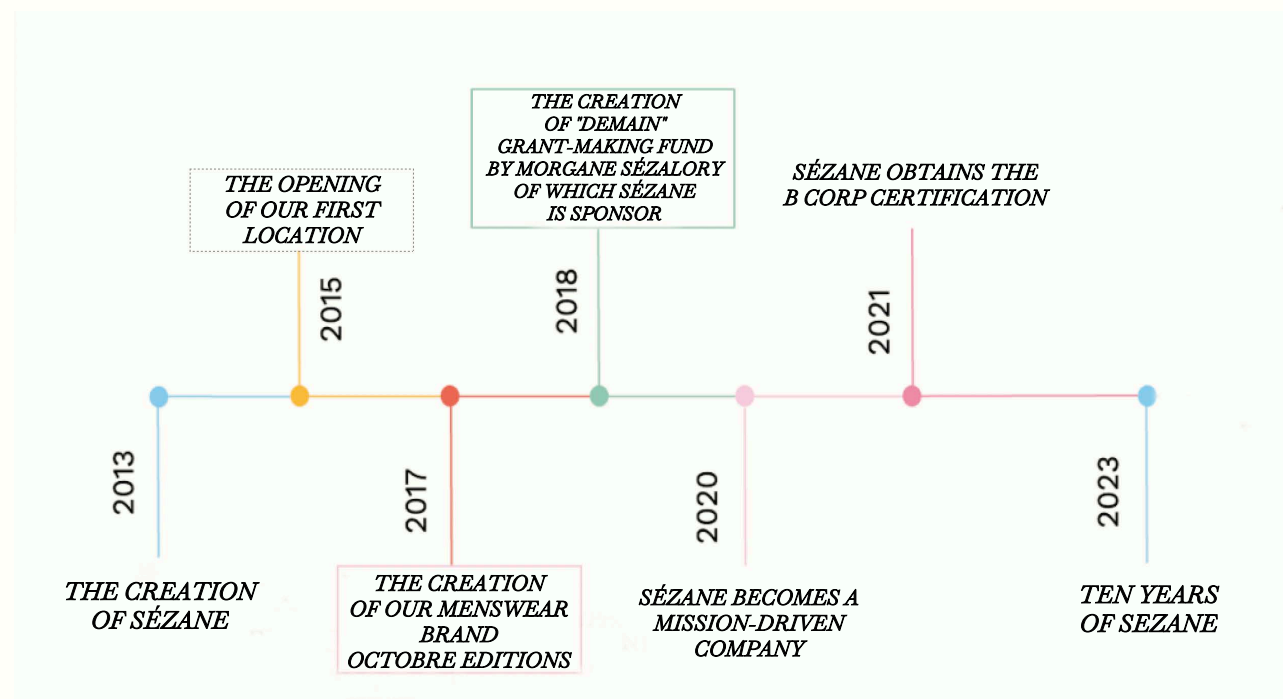 THE CREATION
OF SÉZANE
2013
THE OPENING
OF OUR FIRST
LOCATION
2015
THE CREATION
OF OUR MENSWEAR
BRAND
OCTOBRE EDITIONS
2017
THE CREATION
OF "DEMAIN"
GRANT-MAKING FUND
BY MORGANE SÉZALORY
OF WHICH SÉZANE
IS SPONSOR
2018
SÉZANE BECOMES A
MISSION-DRIVEN
COMPANY
2020
SÉZANE OBTAINS THE
B CORP CERTIFICATION
2021
TEN YEARS
OF SEZANE
2023